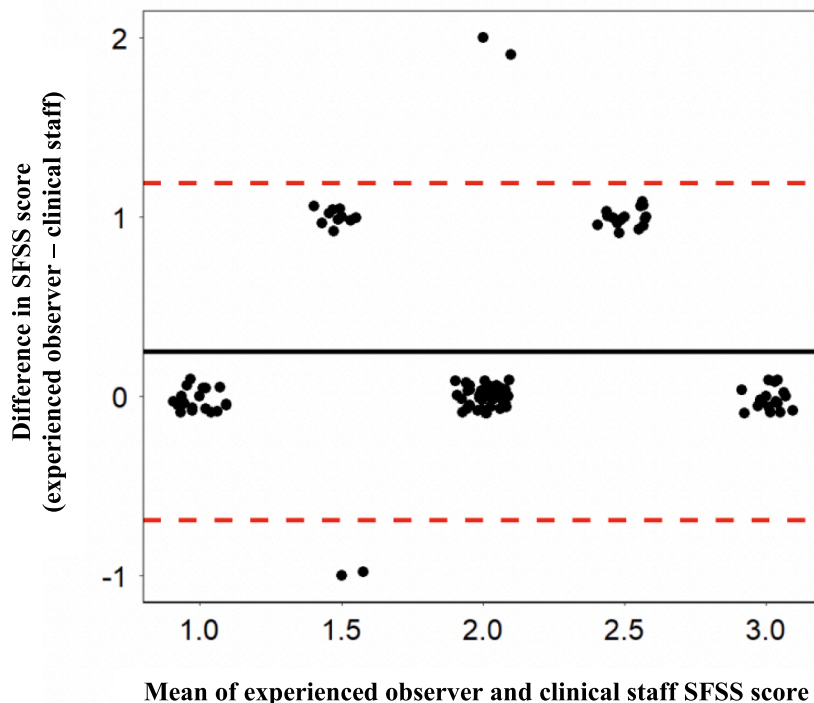 Difference in SFSS score
(experienced observer – clinical staff)
2
1
0
-1
1.0 1.5 2.0 2.5 3.0
Mean of experienced observer and clinical staff SFSS score